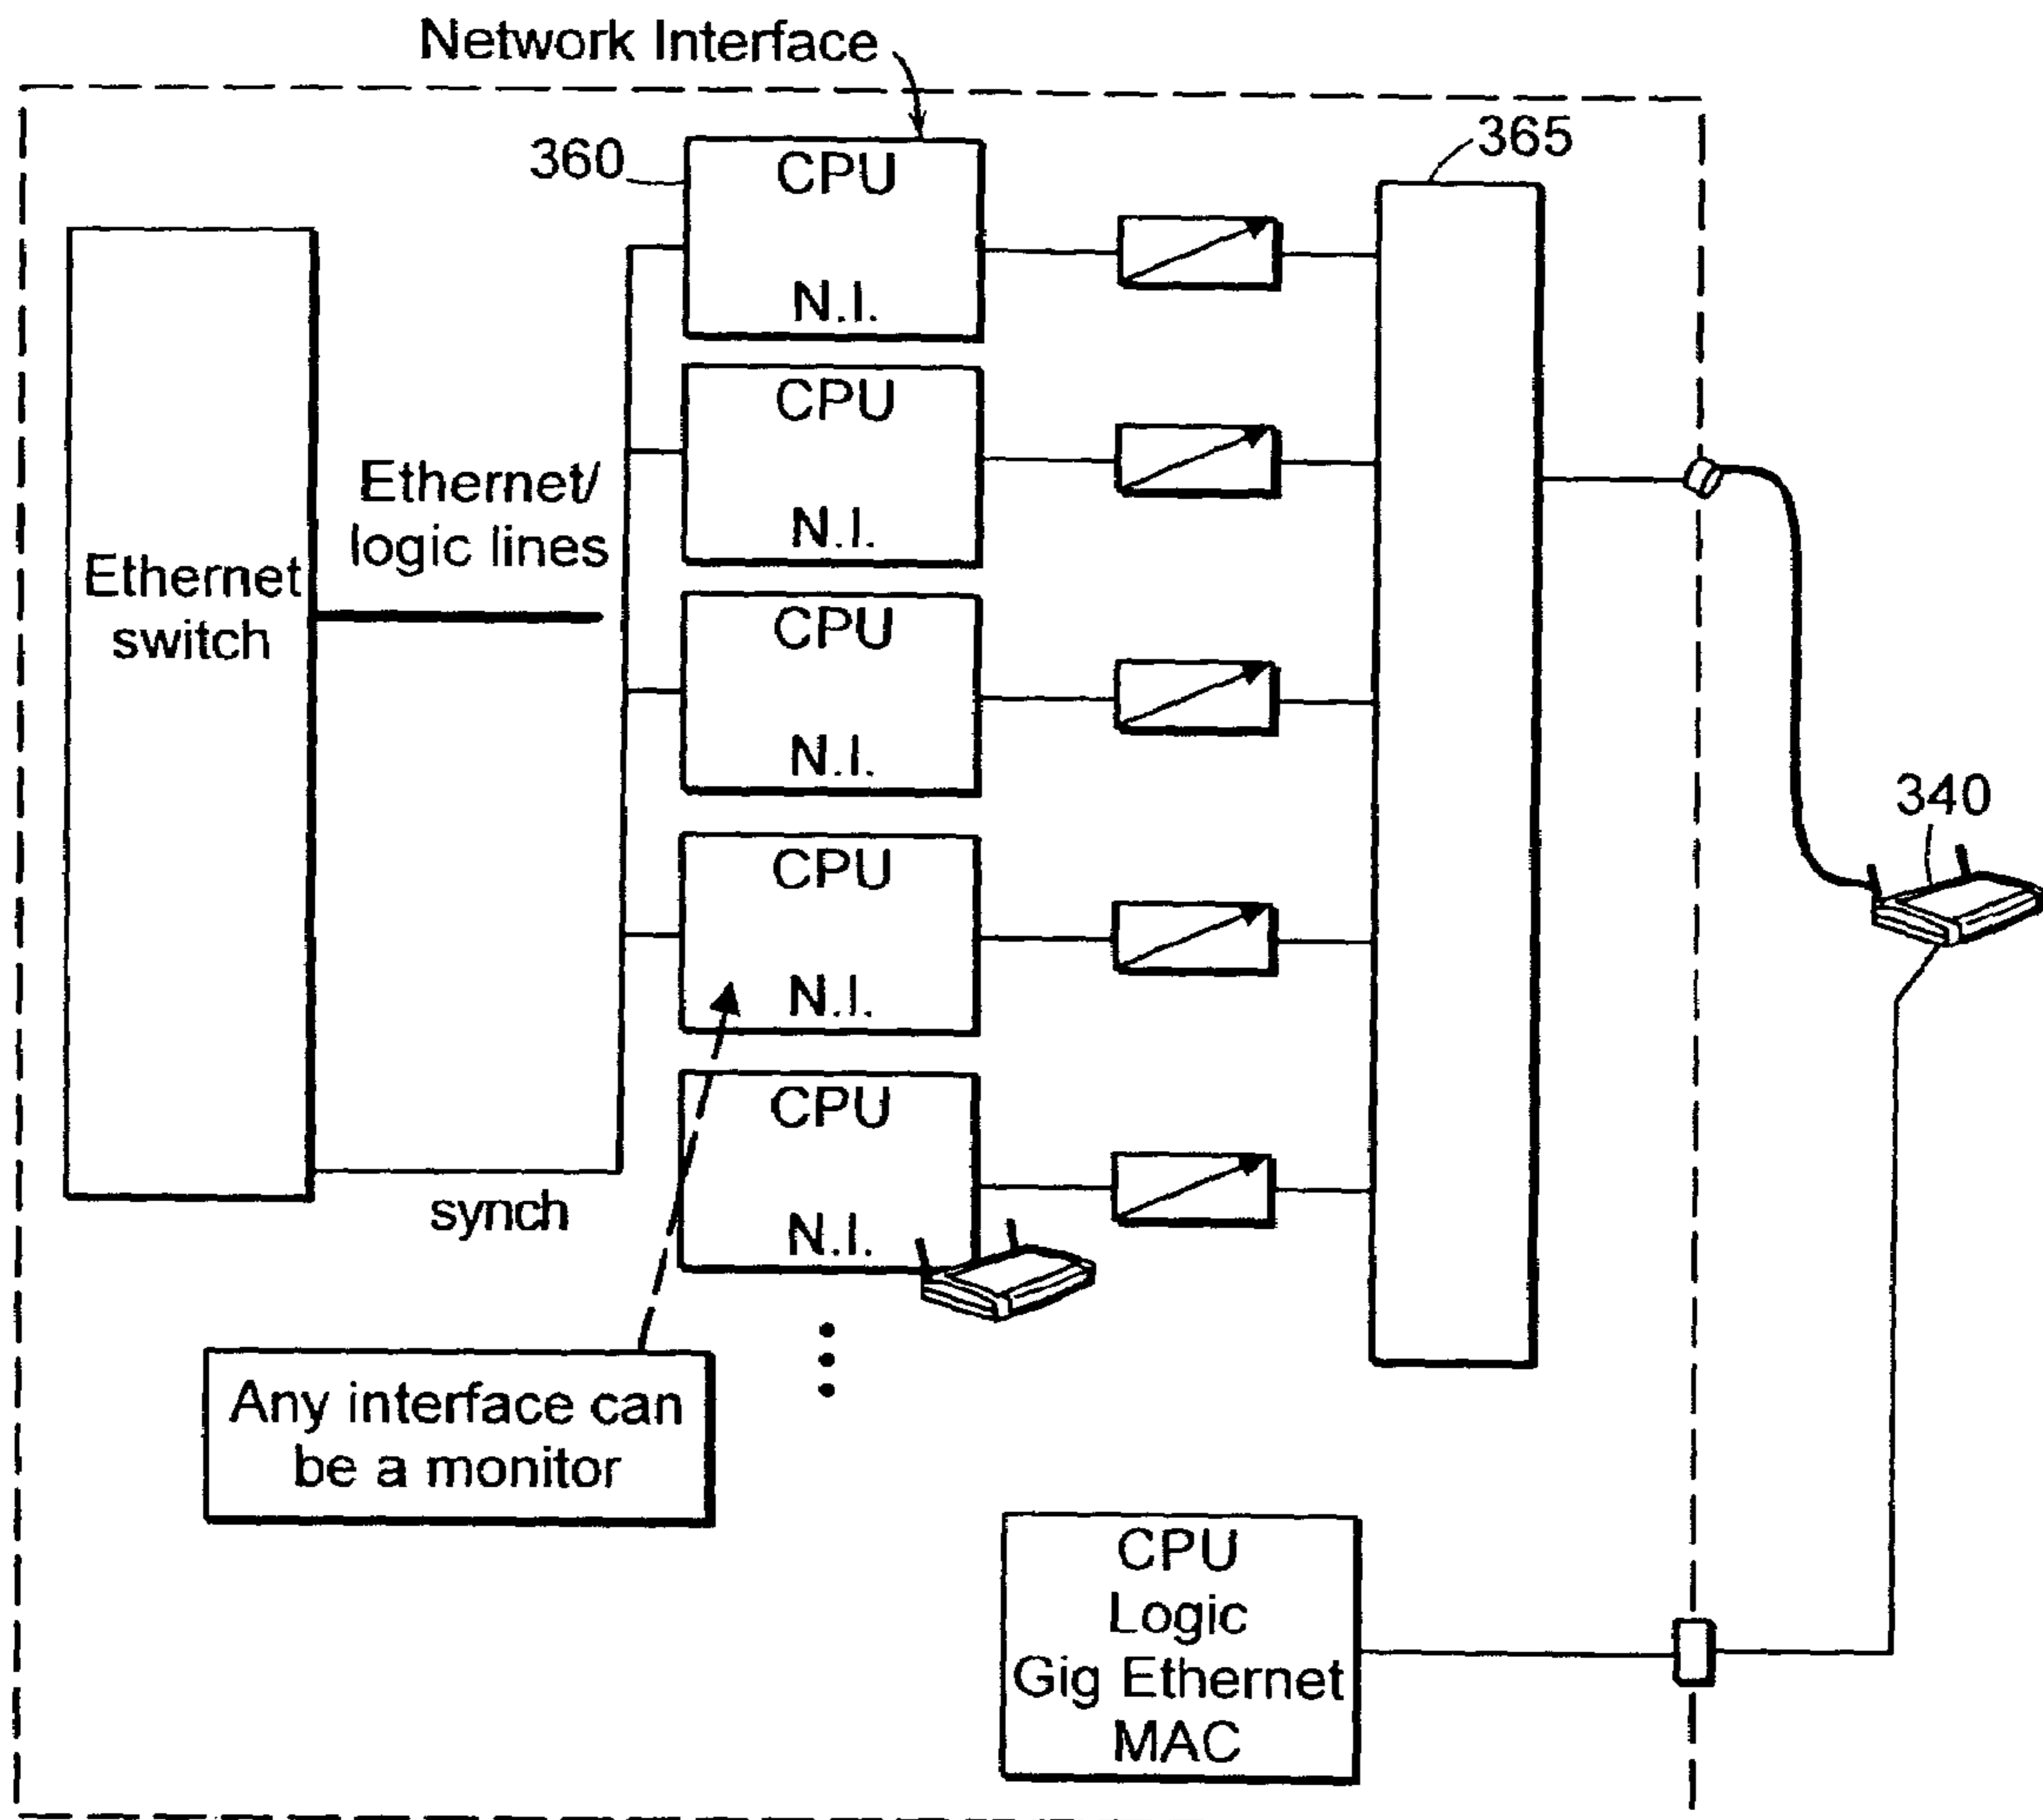 Network Interface
360
365
CPU
N.I.
CPU
N.I.
Ethernet/
logic lines
Ethernet
switch
CPU
N.I.
340
CPU
N.I.
CPU
N.I.
synch
Any interface can
be a monitor
CPU
Logic
Gig Ethernet
MAC